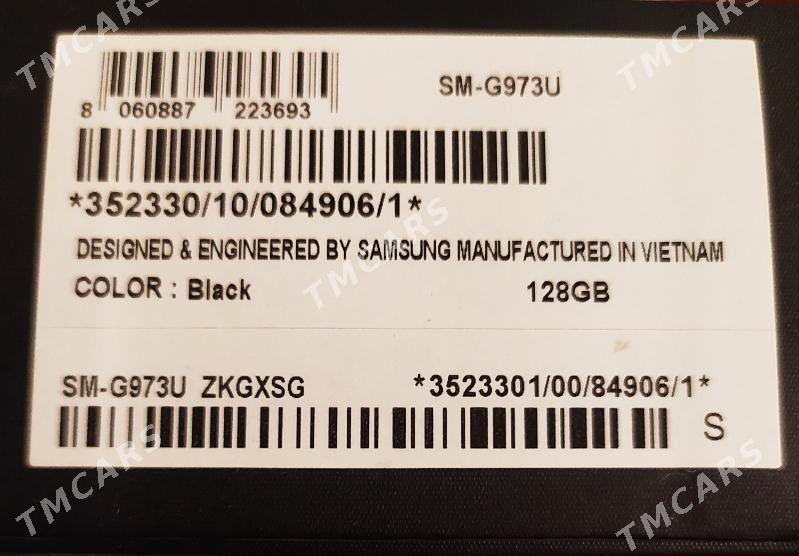 SM-G973U
8 060887 223693
*352330/10/084906/1*
DESIGNED & ENGINEERED BY SAMSUNG MANUFACTURED IN VIETNAM
COLOR : Black 128GB
SM-G973U ZKGXSG *3523301/00/84906/1*
S
TMCARS
TMCARS
TMCARS
TMCARS
TMCARS